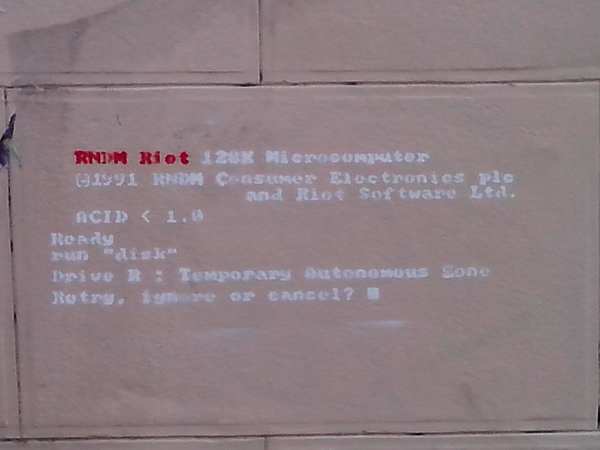 RNDM Riot 128K Microcomputer
©1991 RNDM Consumer Electronics plc
and Riot Software Ltd.
ACID < 1.0
Ready
run "disk"
Drive R : Temporary Autonomous Zone
Retry, ignore or cancel?